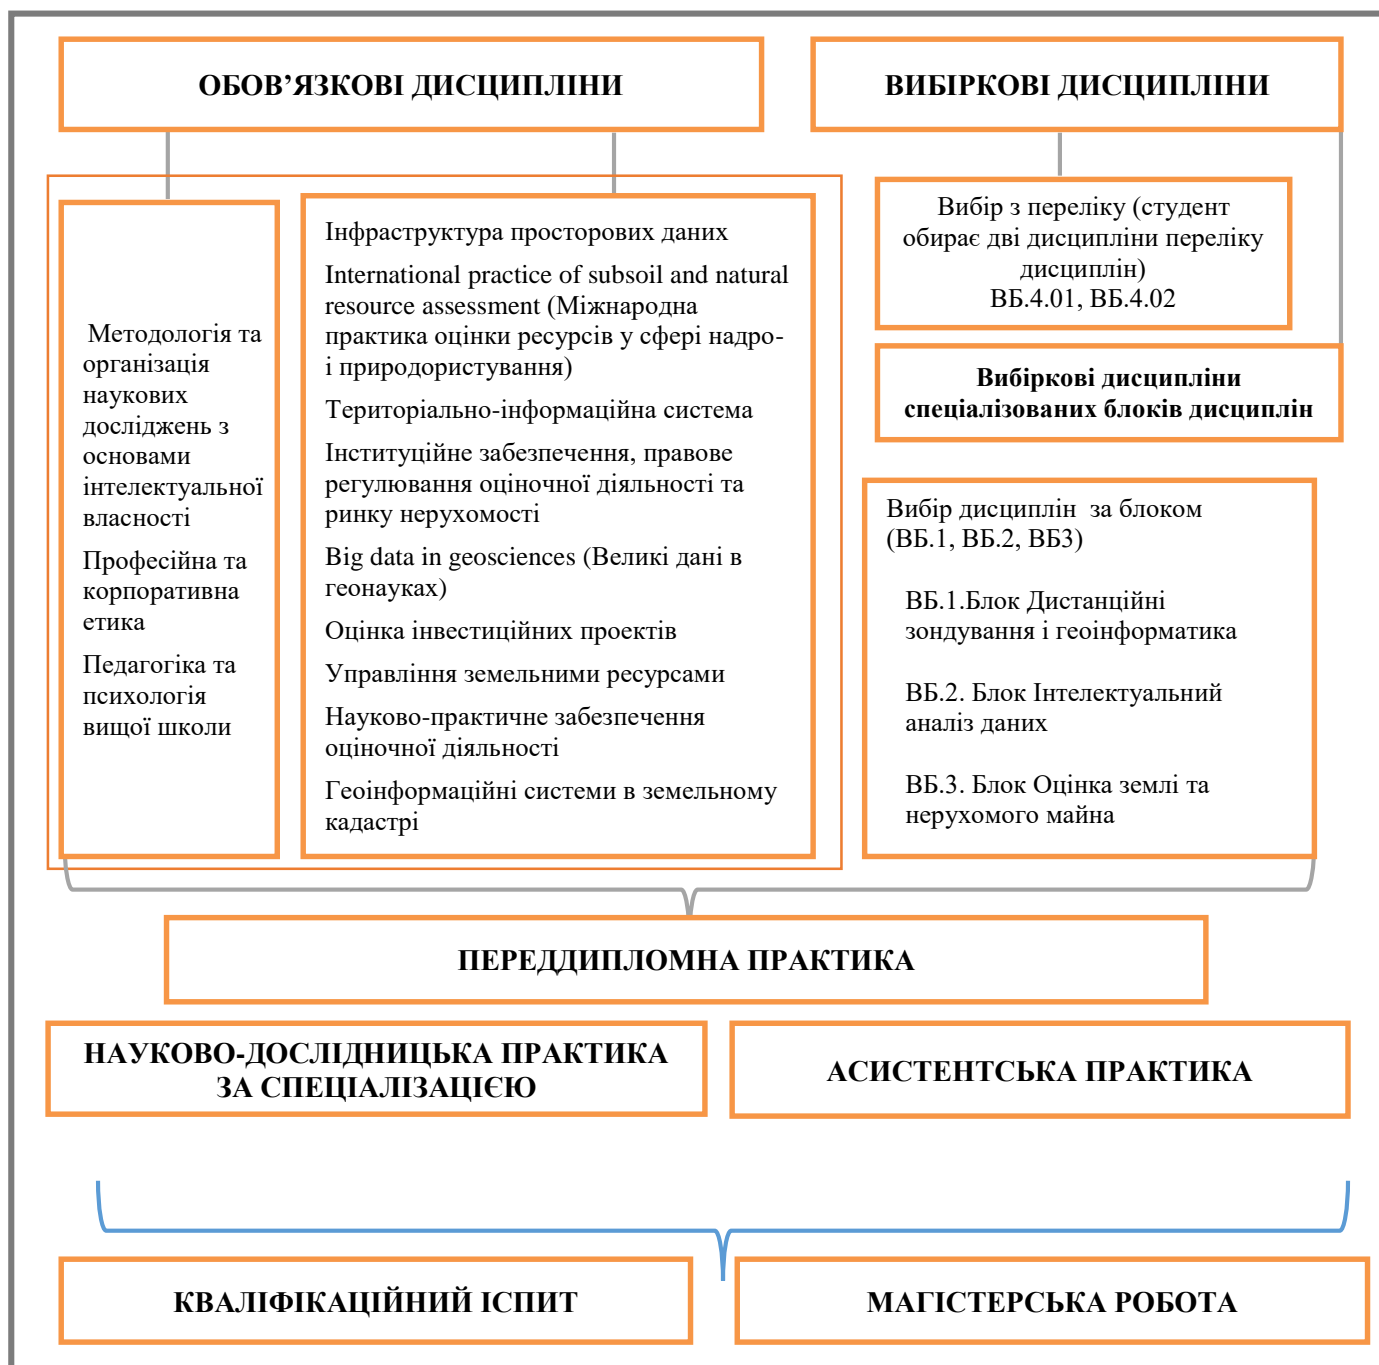 ОБОВ’ЯЗКОВІ ДИСЦИПЛІНИ
ВИБІРКОВІ ДИСЦИПЛІНИ
Методологія та
організація
наукових
досліджень з
основами
інтелектуальної
власності
Професійна та
корпоративна
етика
Педагогіка та
психологія
вищої школи
Інфраструктура просторових даних
International practice of subsoil and natural
resource assessment (Міжнародна
практика оцінки ресурсів у сфері надро-
і природористування)
Територіально-інформаційна система
Інституційне забезпечення, правове
регулювання оціночної діяльності та
ринку нерухомості
Big data in geosciences (Великі дані в
геонауках)
Оцінка інвестиційних проектів
Управління земельними ресурсами
Науково-практичне забезпечення
оціночної діяльності
Геоінформаційні системи в земельному
кадастрі
Вибір з переліку (студент
обирає дві дисципліни переліку
дисциплін)
ВБ.4.01, ВБ.4.02
Вибіркові дисципліни
спеціалізованих блоків дисциплін
Вибір дисциплін за блоком
(ВБ.1, ВБ.2, ВБ3)
ВБ.1.Блок Дистанційні
зондування і геоінформатика
ВБ.2. Блок Інтелектуальний
аналіз даних
ВБ.3. Блок Оцінка землі та
нерухомого майна
ПЕРЕДДИПЛОМНА ПРАКТИКА
НАУКОВО-ДОСЛІДНИЦЬКА ПРАКТИКА
ЗА СПЕЦІАЛІЗАЦІЄЮ
АСИСТЕНТСЬКА ПРАКТИКА
КВАЛІФІКАЦІЙНИЙ ІСПИТ
МАГІСТЕРСЬКА РОБОТА